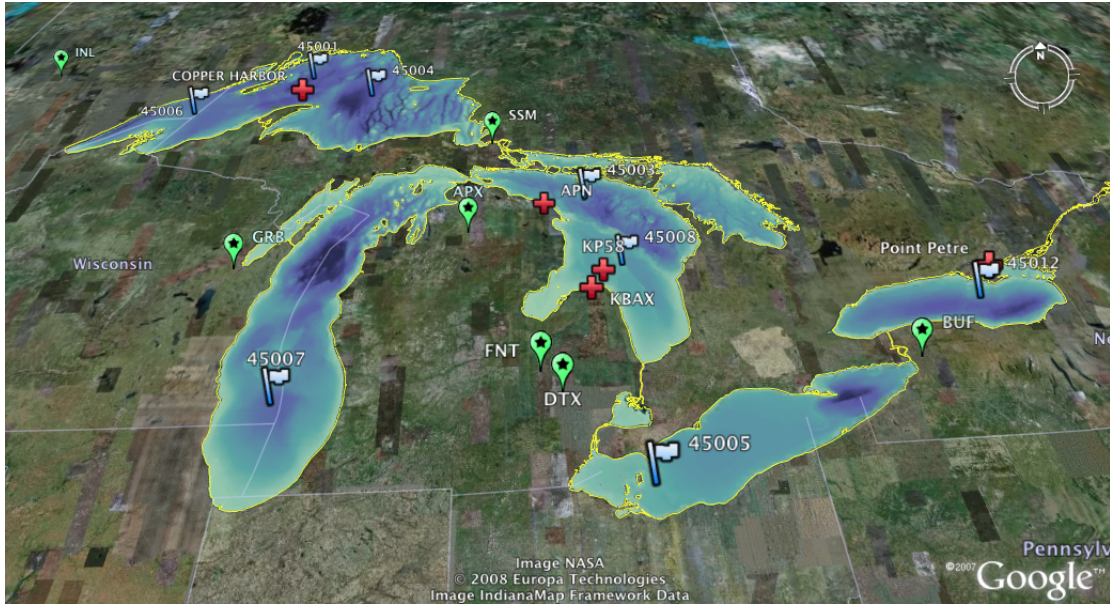 INL
45001
COPPER HARBOR
45004
45006
SSM
N
45003
APX
APN
GRB
KP58
45008
Wisconsin
Point Petre
45012
KBAX
BUF
FNT
45007
DTX
45005
Image NASA
© 2008 Europa Technologies
Image IndianaMap Framework Data
Pennsylv
©2007 Google™